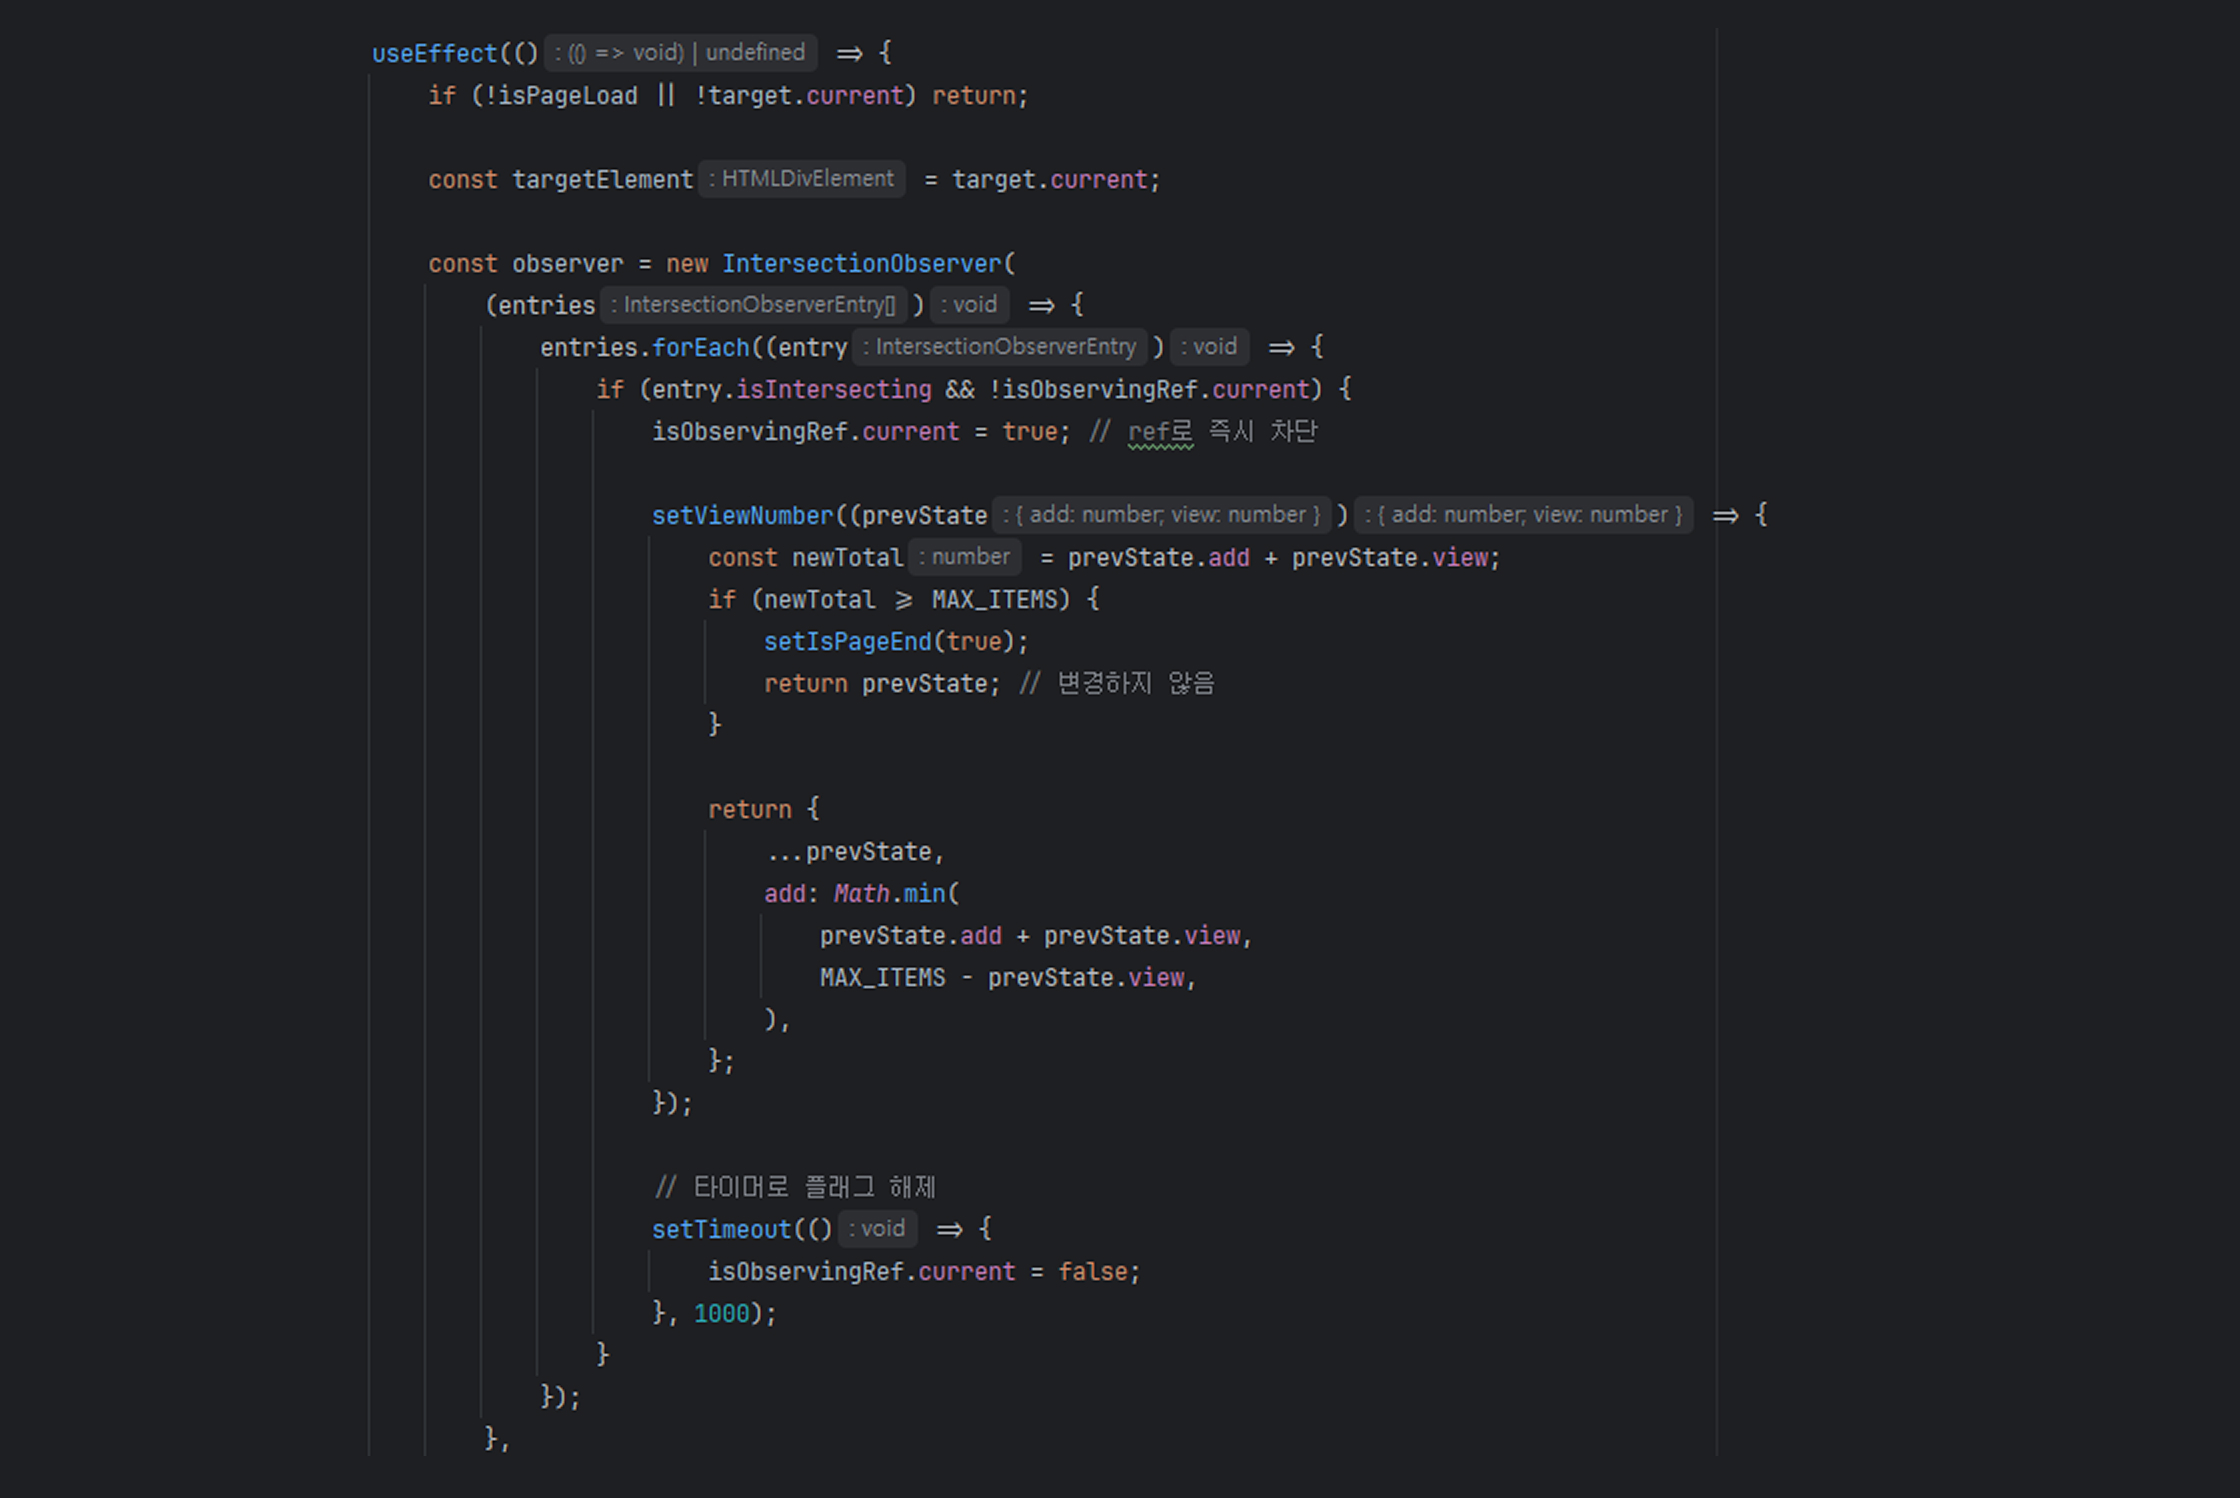 useEffect(() : (() => void) | undefined => {
if (!isPageLoad || !target.current) return;
const targetElement : HTMLDivElement = target.current;
const observer = new IntersectionObserver(
(entries : IntersectionObserverEntry[] ) : void => {
entries.forEach((entry : IntersectionObserverEntry ) : void => {
if (entry.isIntersecting && !isObservingRef.current) {
isObservingRef.current = true; // ref로 즉시 차단
setViewNumber((prevState : { add: number; view: number } ) : { add: number; view: number } => {
const newTotal : number = prevState.add + prevState.view;
if (newTotal >= MAX_ITEMS) {
setIsPageEnd(true);
return prevState; // 변경하지 않음
}
return {
...prevState,
add: Math.min(
prevState.add + prevState.view,
MAX_ITEMS - prevState.view,
),
};
});
// 타이머로 플래그 해제
setTimeout(() : void => {
isObservingRef.current = false;
}, 1000);
}
});
},